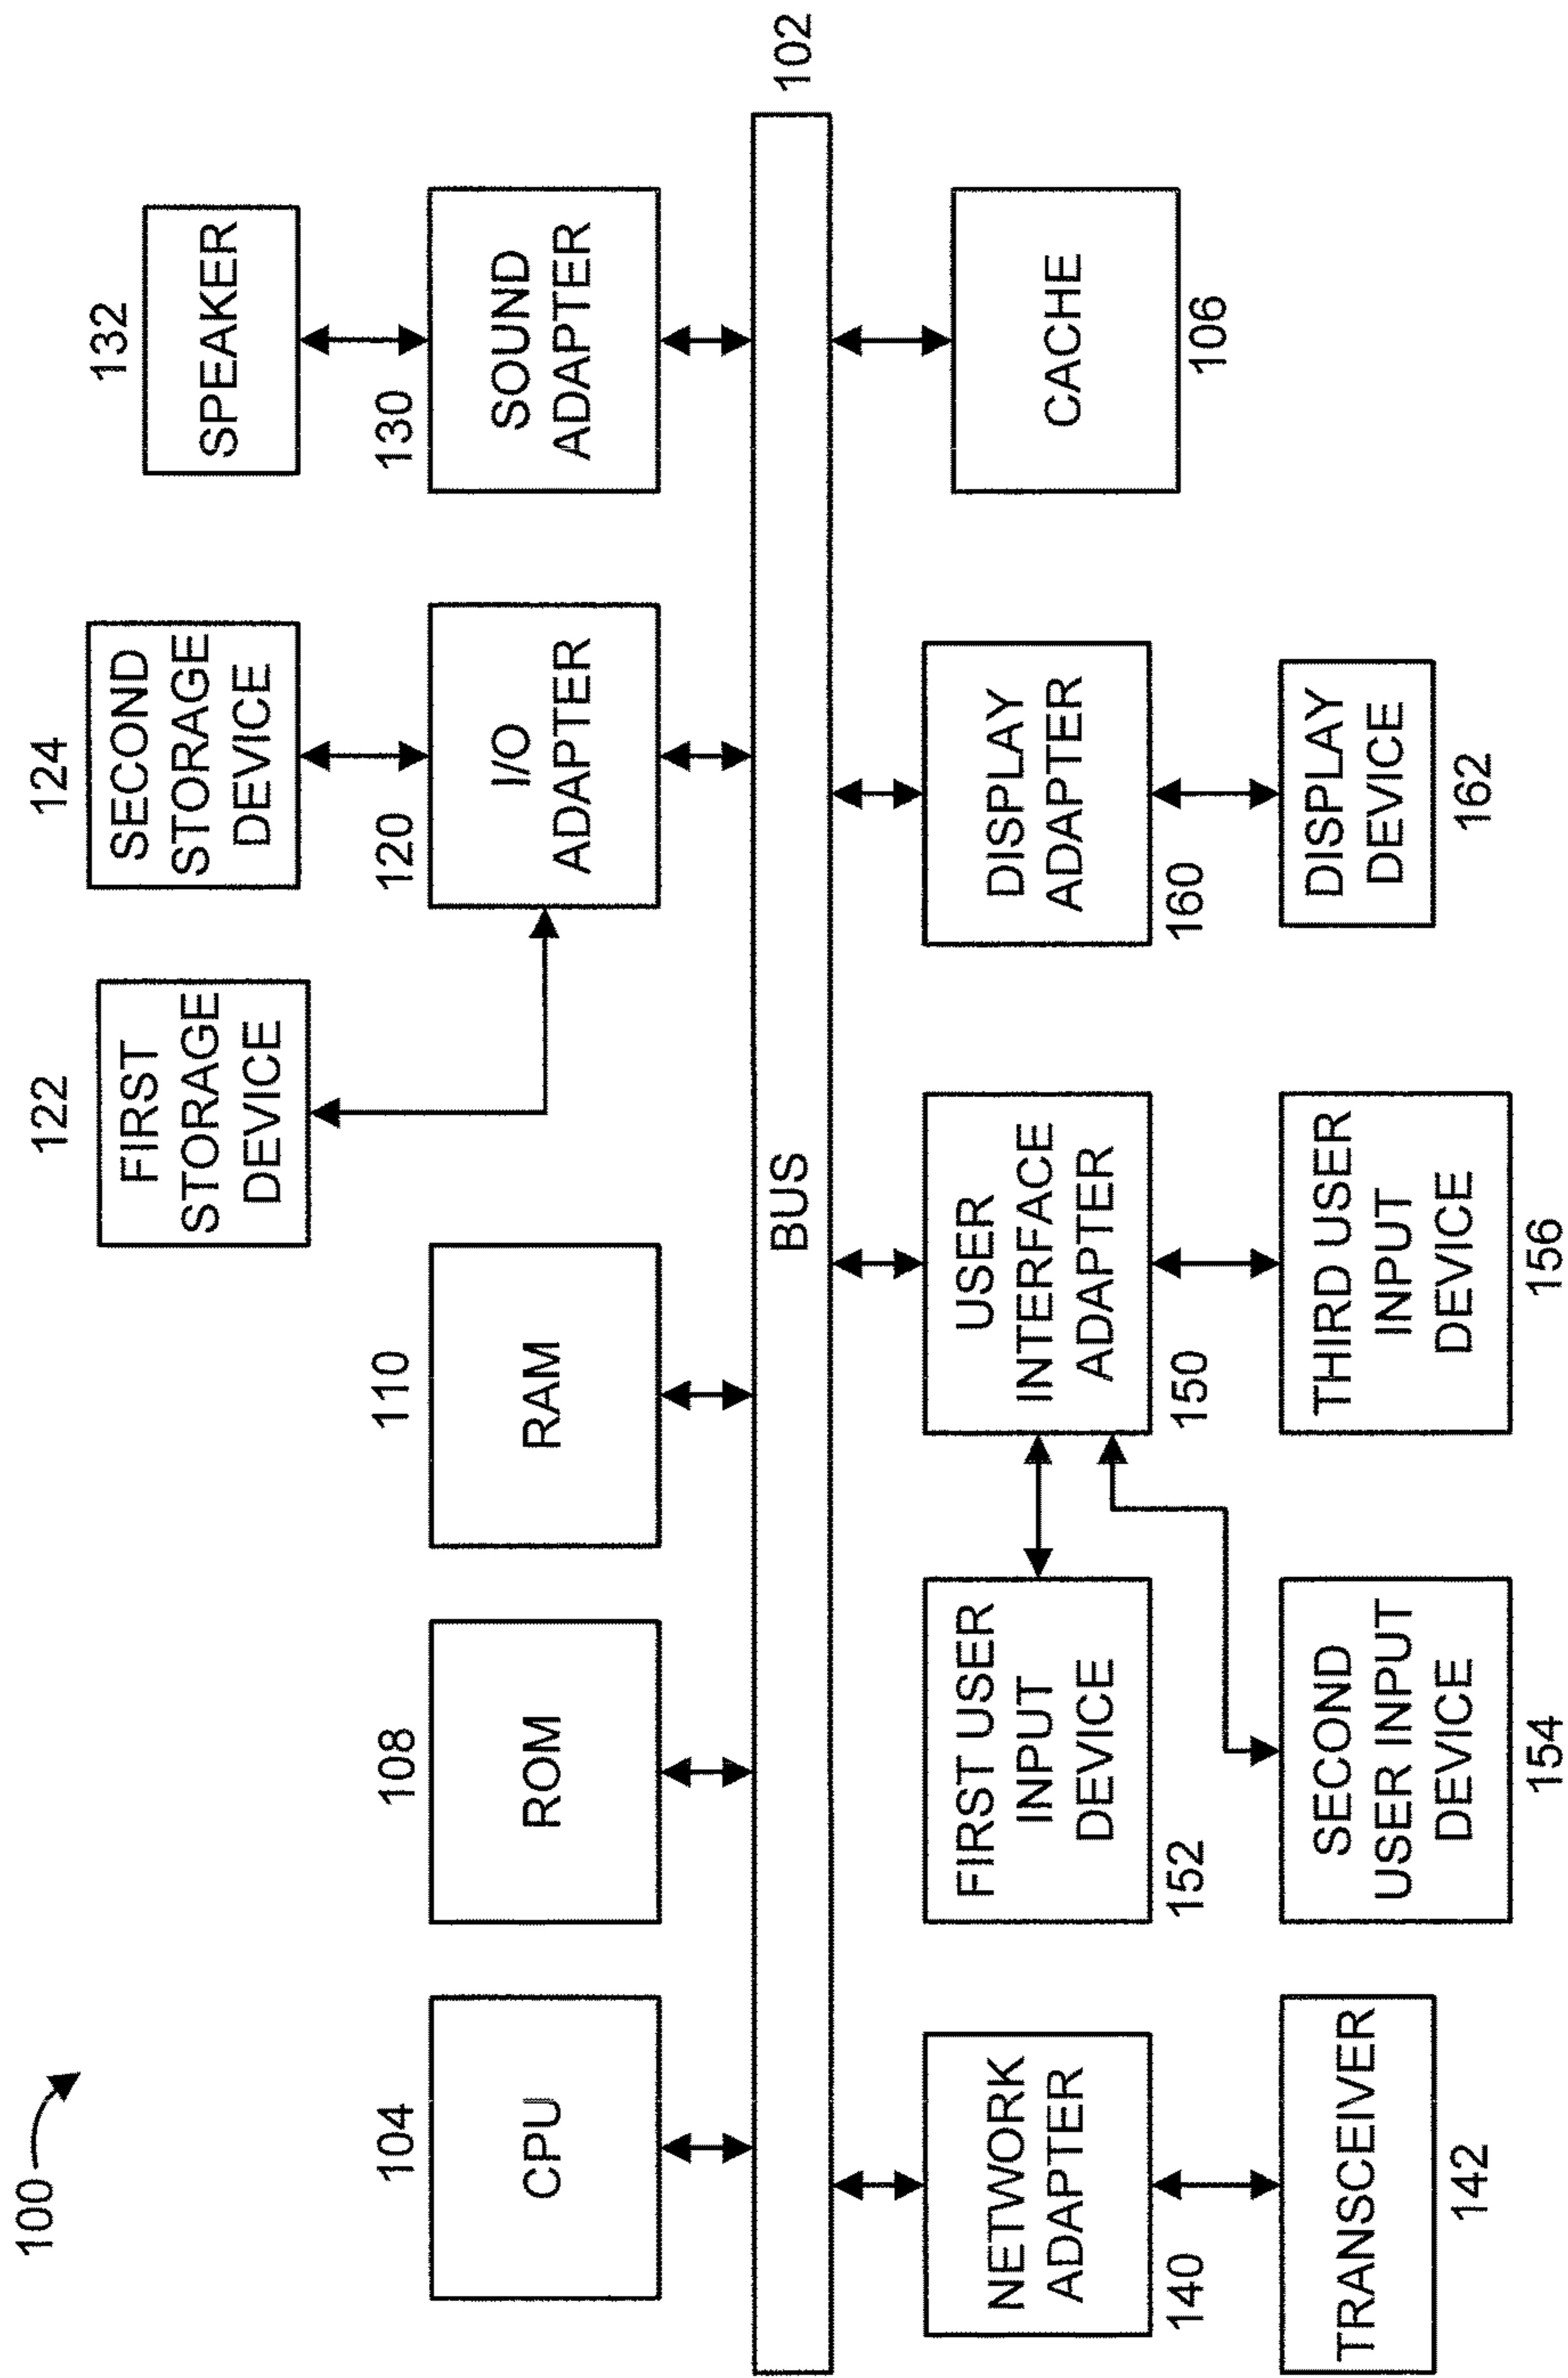 100
122
FIRST
STORAGE
DEVICE
124
SECOND
STORAGE
DEVICE
132
SPEAKER
104
CPU
108
ROM
110
RAM
120
I/O
ADAPTER
130
SOUND
ADAPTER
BUS
102
NETWORK
ADAPTER
140
FIRST USER
INPUT
DEVICE
152
USER
INTERFACE
ADAPTER
150
DISPLAY
ADAPTER
160
CACHE
106
TRANSCEIVER
142
SECOND
USER INPUT
DEVICE
154
THIRD USER
INPUT
DEVICE
156
DISPLAY
DEVICE
162